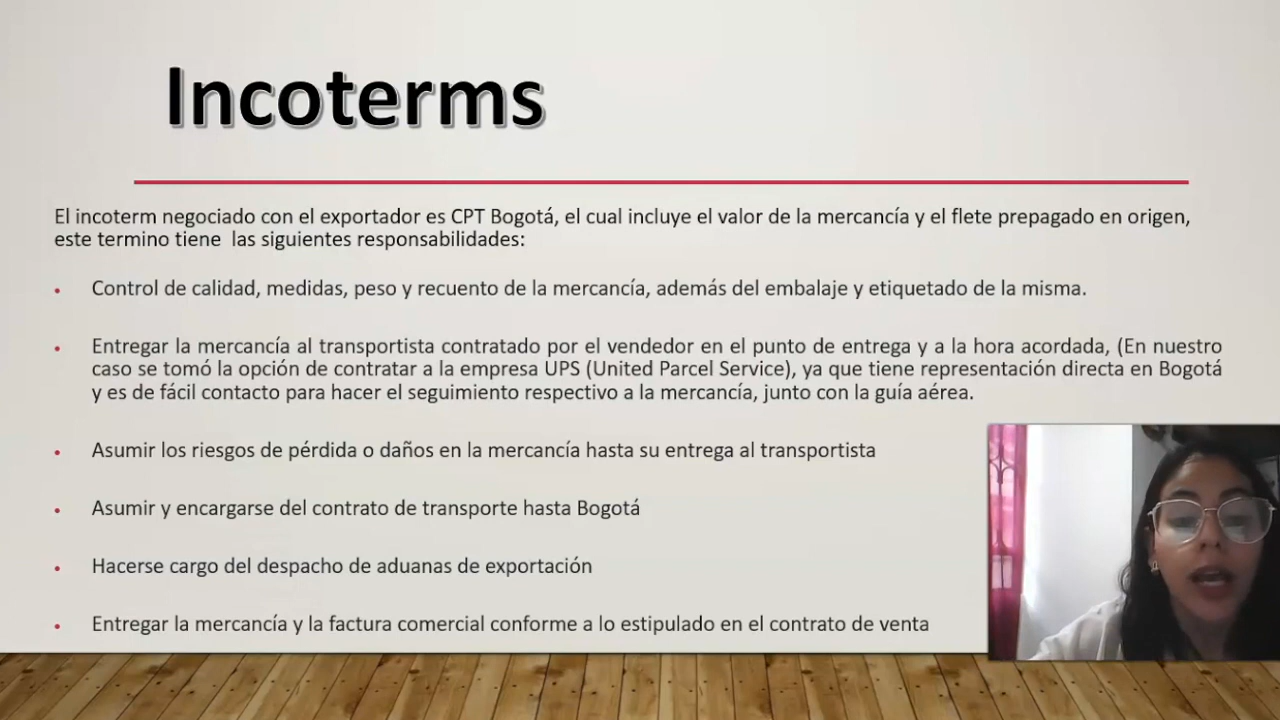 Incoterms
El incoterm negociado con el exportador es CPT Bogotá, el cual incluye el valor de la mercancía y el flete prepagado en origen,
este termino tiene  las siguientes responsabilidades:
• Control de calidad, medidas, peso y recuento de la mercancía, además del embalaje y etiquetado de la misma.
• Entregar la mercancía al transportista contratado por el vendedor en el punto de entrega y a la hora acordada, (En nuestro
caso se tomó la opción de contratar a la empresa UPS (United Parcel Service), ya que tiene representación directa en Bogotá
y es de fácil contacto para hacer el seguimiento respectivo a la mercancía, junto con la guía aérea.
• Asumir los riesgos de pérdida o daños en la mercancía hasta su entrega al transportista
• Asumir y encargarse del contrato de transporte hasta Bogotá
• Hacerse cargo del despacho de aduanas de exportación
• Entregar la mercancía y la factura comercial conforme a lo estipulado en el contrato de venta